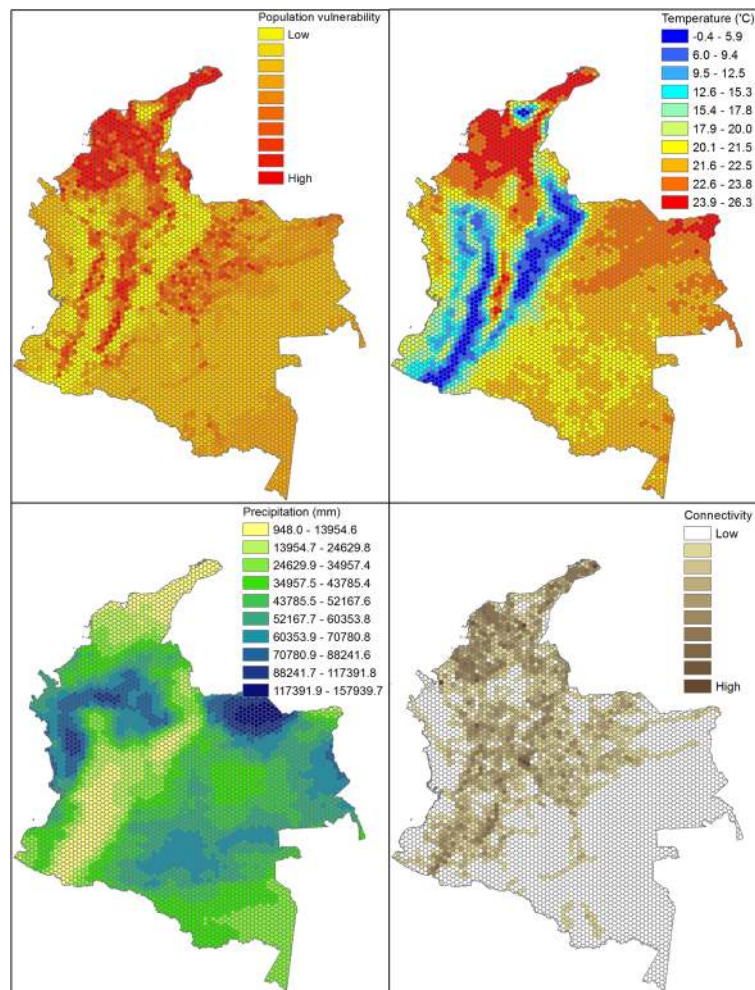 Population vulnerability
Low
High
Temperature ('C)
-0.4 - 5.9
6.0 - 9.4
9.5 - 12.5
12.6 - 15.3
15.4 - 17.8
17.9 - 20.0
20.1 - 21.5
21.6 - 22.5
22.6 - 23.8
23.9 - 26.3
Precipitation (mm)
948.0 - 13954.6
13954.7 - 24629.8
24629.9 - 34957.4
34957.5 - 43785.4
43785.5 - 52167.6
52167.7 - 60353.8
60353.9 - 70780.8
70780.9 - 88241.6
88241.7 - 117391.8
117391.9 - 157939.7
Connectivity
Low
High